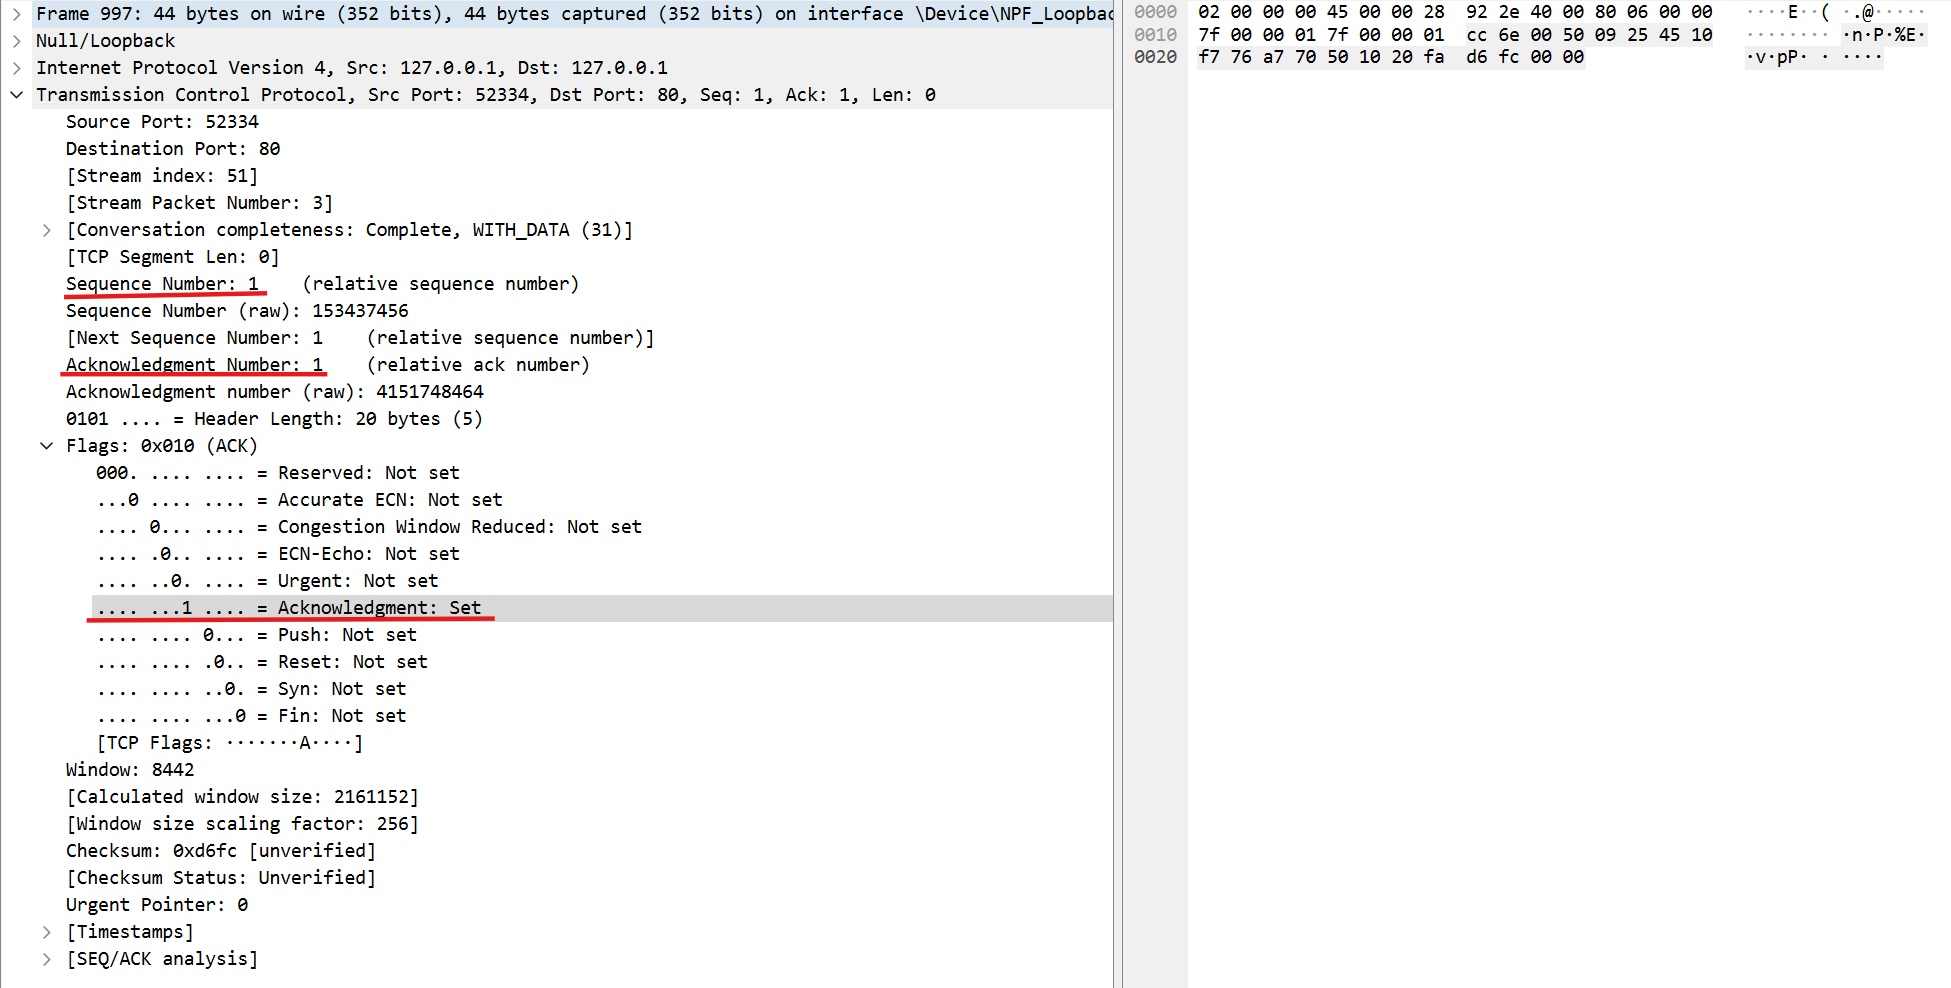 Frame 997: 44 bytes on wire (352 bits), 44 bytes captured (352 bits) on interface \Device\NPF_Loopbac
Null/Loopback
Internet Protocol Version 4, Src: 127.0.0.1, Dst: 127.0.0.1
Transmission Control Protocol, Src Port: 52334, Dst Port: 80, Seq: 1, Ack: 1, Len: 0
Source Port: 52334
Destination Port: 80
[Stream index: 51]
[Stream Packet Number: 3]
[Conversation completeness: Complete, WITH_DATA (31)]
[TCP Segment Len: 0]
Sequence Number: 1    (relative sequence number)
Sequence Number (raw): 153437456
[Next Sequence Number: 1    (relative sequence number)]
Acknowledgment Number: 1    (relative ack number)
Acknowledgment number (raw): 4151748464
0101 .... = Header Length: 20 bytes (5)
Flags: 0x010 (ACK)
000. .... .... = Reserved: Not set
...0 .... .... = Accurate ECN: Not set
.... 0... .... = Congestion Window Reduced: Not set
.... .0.. .... = ECN-Echo: Not set
.... ..0. .... = Urgent: Not set
.... ...1 .... = Acknowledgment: Set
.... .... 0... = Push: Not set
.... .... .0.. = Reset: Not set
.... .... ..0. = Syn: Not set
.... .... ...0 = Fin: Not set
[TCP Flags: ·······A····]
Window: 8442
[Calculated window size: 2161152]
[Window size scaling factor: 256]
Checksum: 0xd6fc [unverified]
[Checksum Status: Unverified]
Urgent Pointer: 0
[Timestamps]
[SEQ/ACK analysis]
0000 02 00 00 00 45 00 00 28 92 2e 40 00 80 06 00 00 ····E··( ·.@·····
0010 7f 00 00 01 7f 00 00 01 cc 6e 00 50 09 25 45 10 ········ ·n·P·%E·
0020 f7 76 a7 70 50 10 20 fa d6 fc 00 00 ·v·pP· · ····